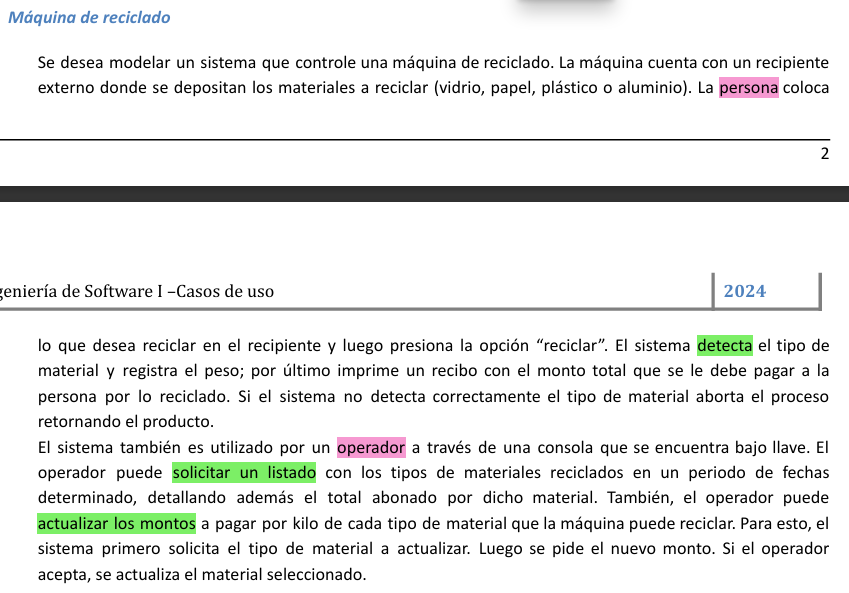 Máquina de reciclado
Se desea modelar un sistema que controle una máquina de reciclado. La máquina cuenta con un recipiente
externo donde se depositan los materiales a reciclar (vidrio, papel, plástico o aluminio). La persona coloca
2
geniería de Software I –Casos de uso
2024
lo que desea reciclar en el recipiente y luego presiona la opción “reciclar”. El sistema detecta el tipo de
material y registra el peso; por último imprime un recibo con el monto total que se le debe pagar a la
persona por lo reciclado. Si el sistema no detecta correctamente el tipo de material aborta el proceso
retornando el producto.
El sistema también es utilizado por un operador a través de una consola que se encuentra bajo llave. El
operador puede solicitar un listado con los tipos de materiales reciclados en un periodo de fechas
determinado, detallando además el total abonado por dicho material. También, el operador puede
actualizar los montos a pagar por kilo de cada tipo de material que la máquina puede reciclar. Para esto, el
sistema primero solicita el tipo de material a actualizar. Luego se pide el nuevo monto. Si el operador
acepta, se actualiza el material seleccionado.